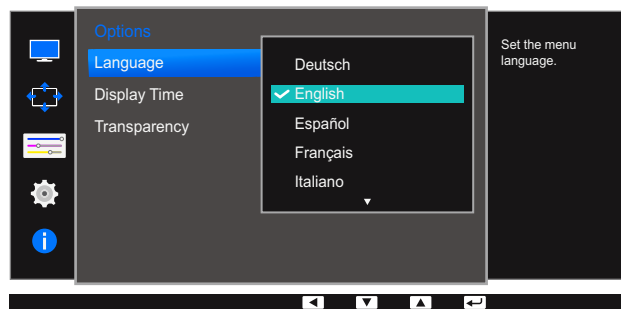 Options
Language
Display Time
Transparency
Deutsch
English
Español
Français
Italiano
Set the menu
language.